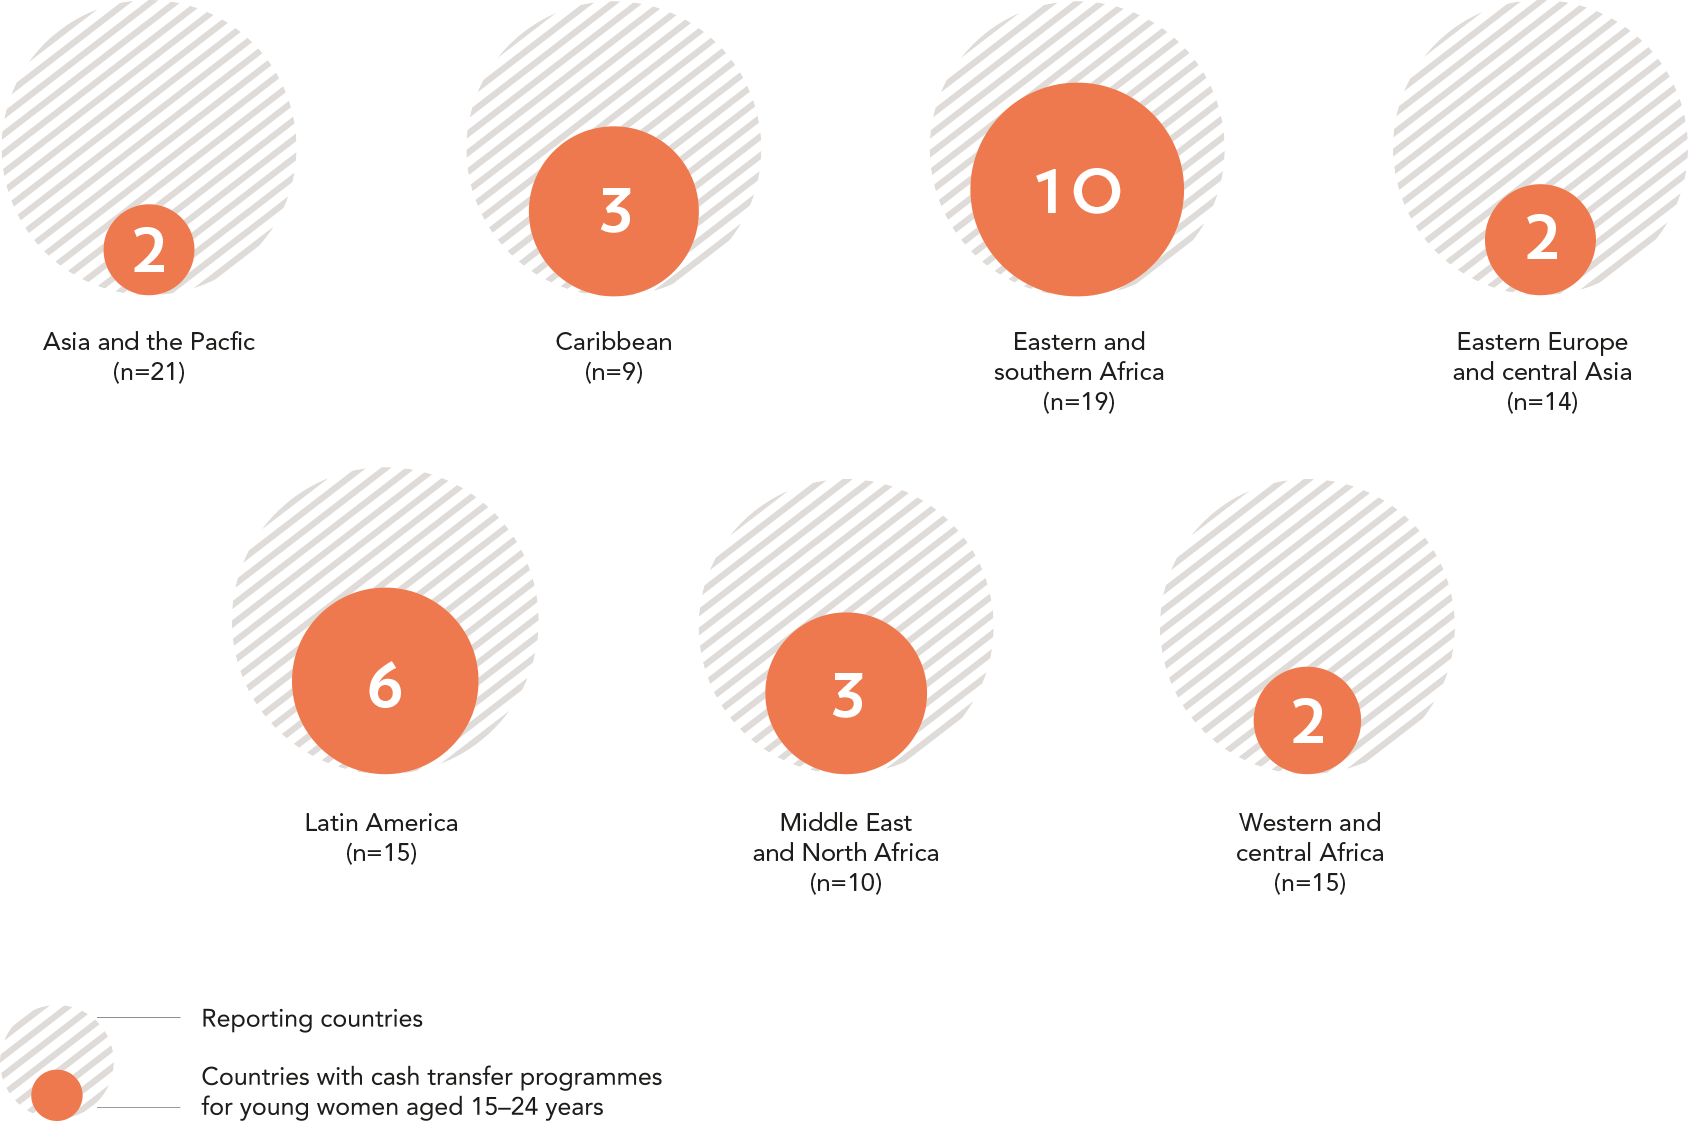 2
3
10
2
Asia and the Pacfic
(n=21)
Caribbean
(n=9)
Eastern and
southern Africa
(n=19)
Eastern Europe
and central Asia
(n=14)
6
3
2
Latin America
(n=15)
Middle East
and North Africa
(n=10)
Western and
central Africa
(n=15)
Reporting countries
Countries with cash transfer programmes
for young women aged 15–24 years